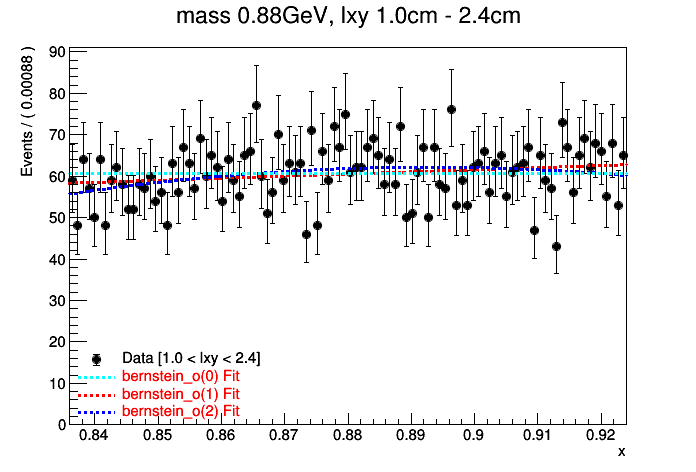 mass 0.88GeV, lxy 1.0cm - 2.4cm
Events / ( 0.00088 )
90
80
70
60
50
40
30
20
10
0
Data [1.0 < lxy < 2.4]
bernstein_o(0) Fit
bernstein_o(1) Fit
bernstein_o(2) Fit
0.84 0.85 0.86 0.87 0.88 0.89 0.9 0.91 0.92
x